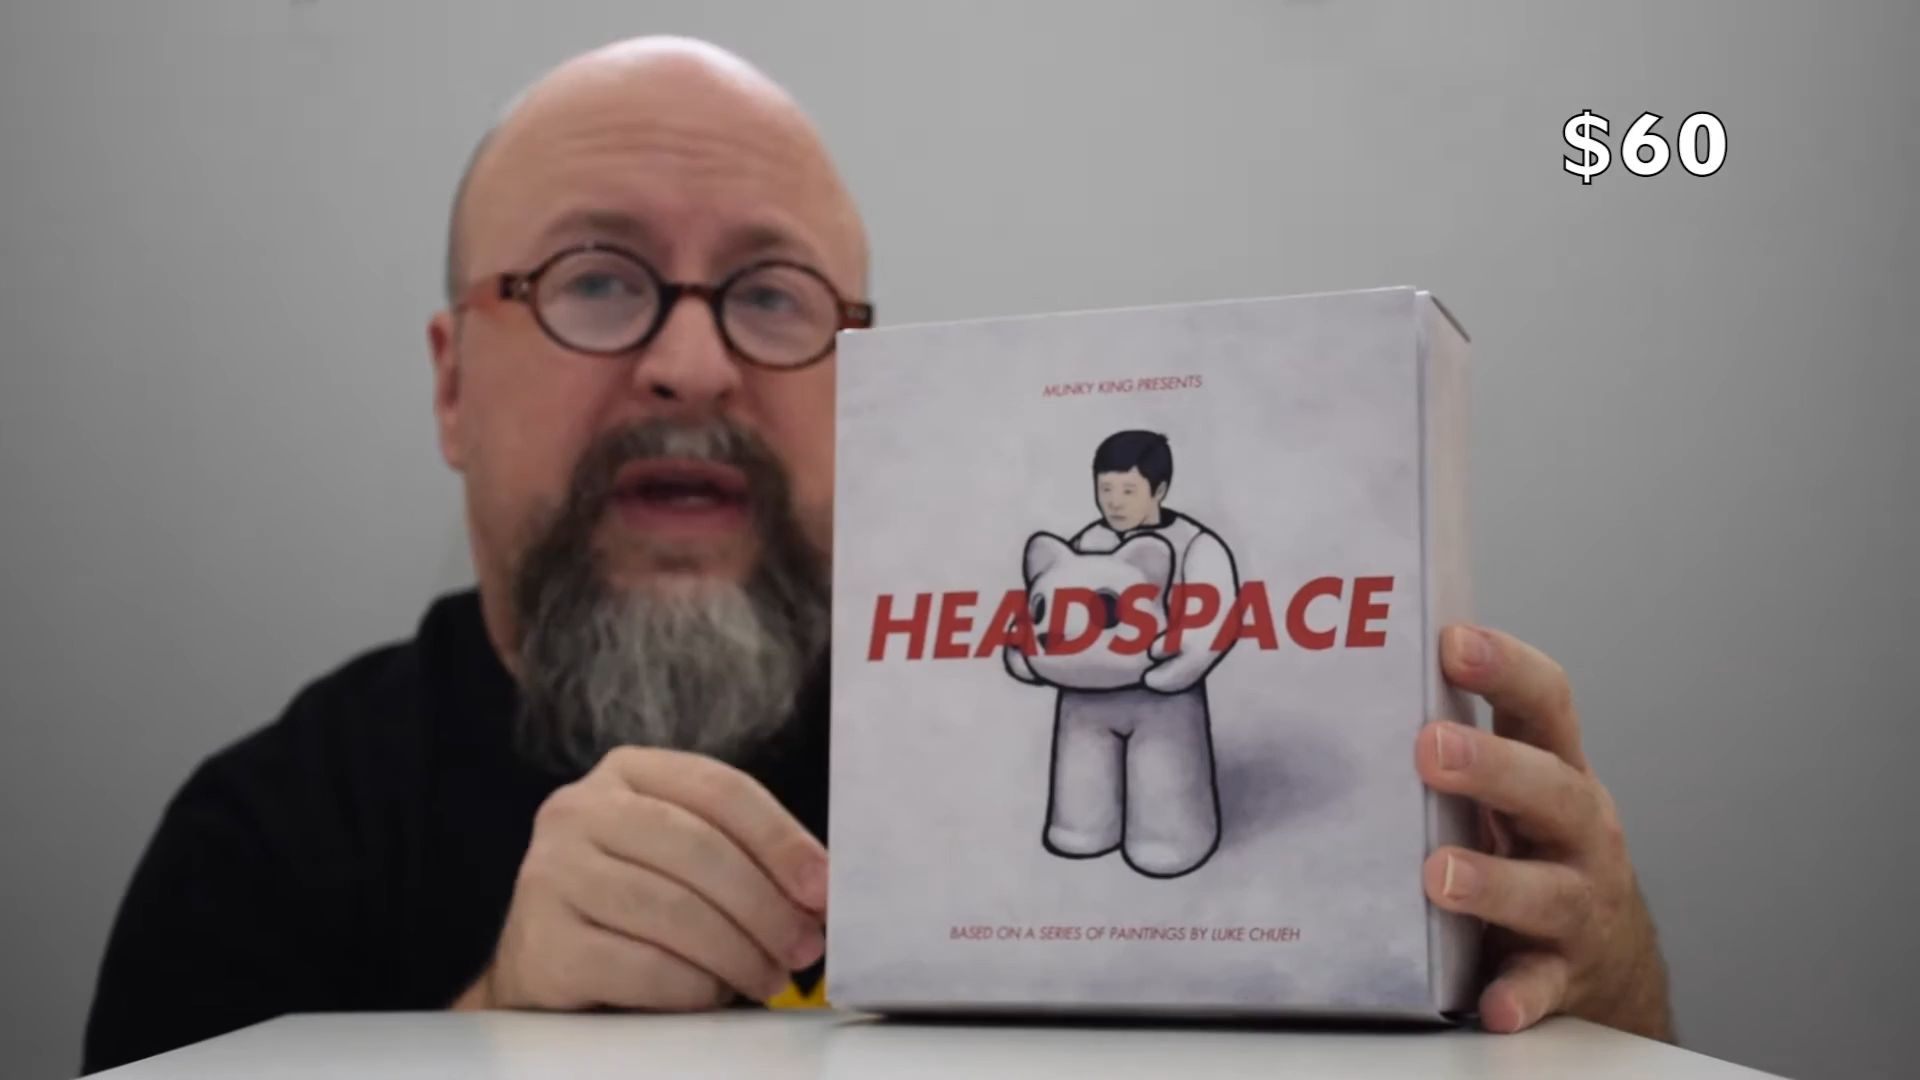 $60
MUNKY KING PRESENTS
HEADSPACE
BASED ON A SERIES OF PAINTINGS BY LUKE CHUEH